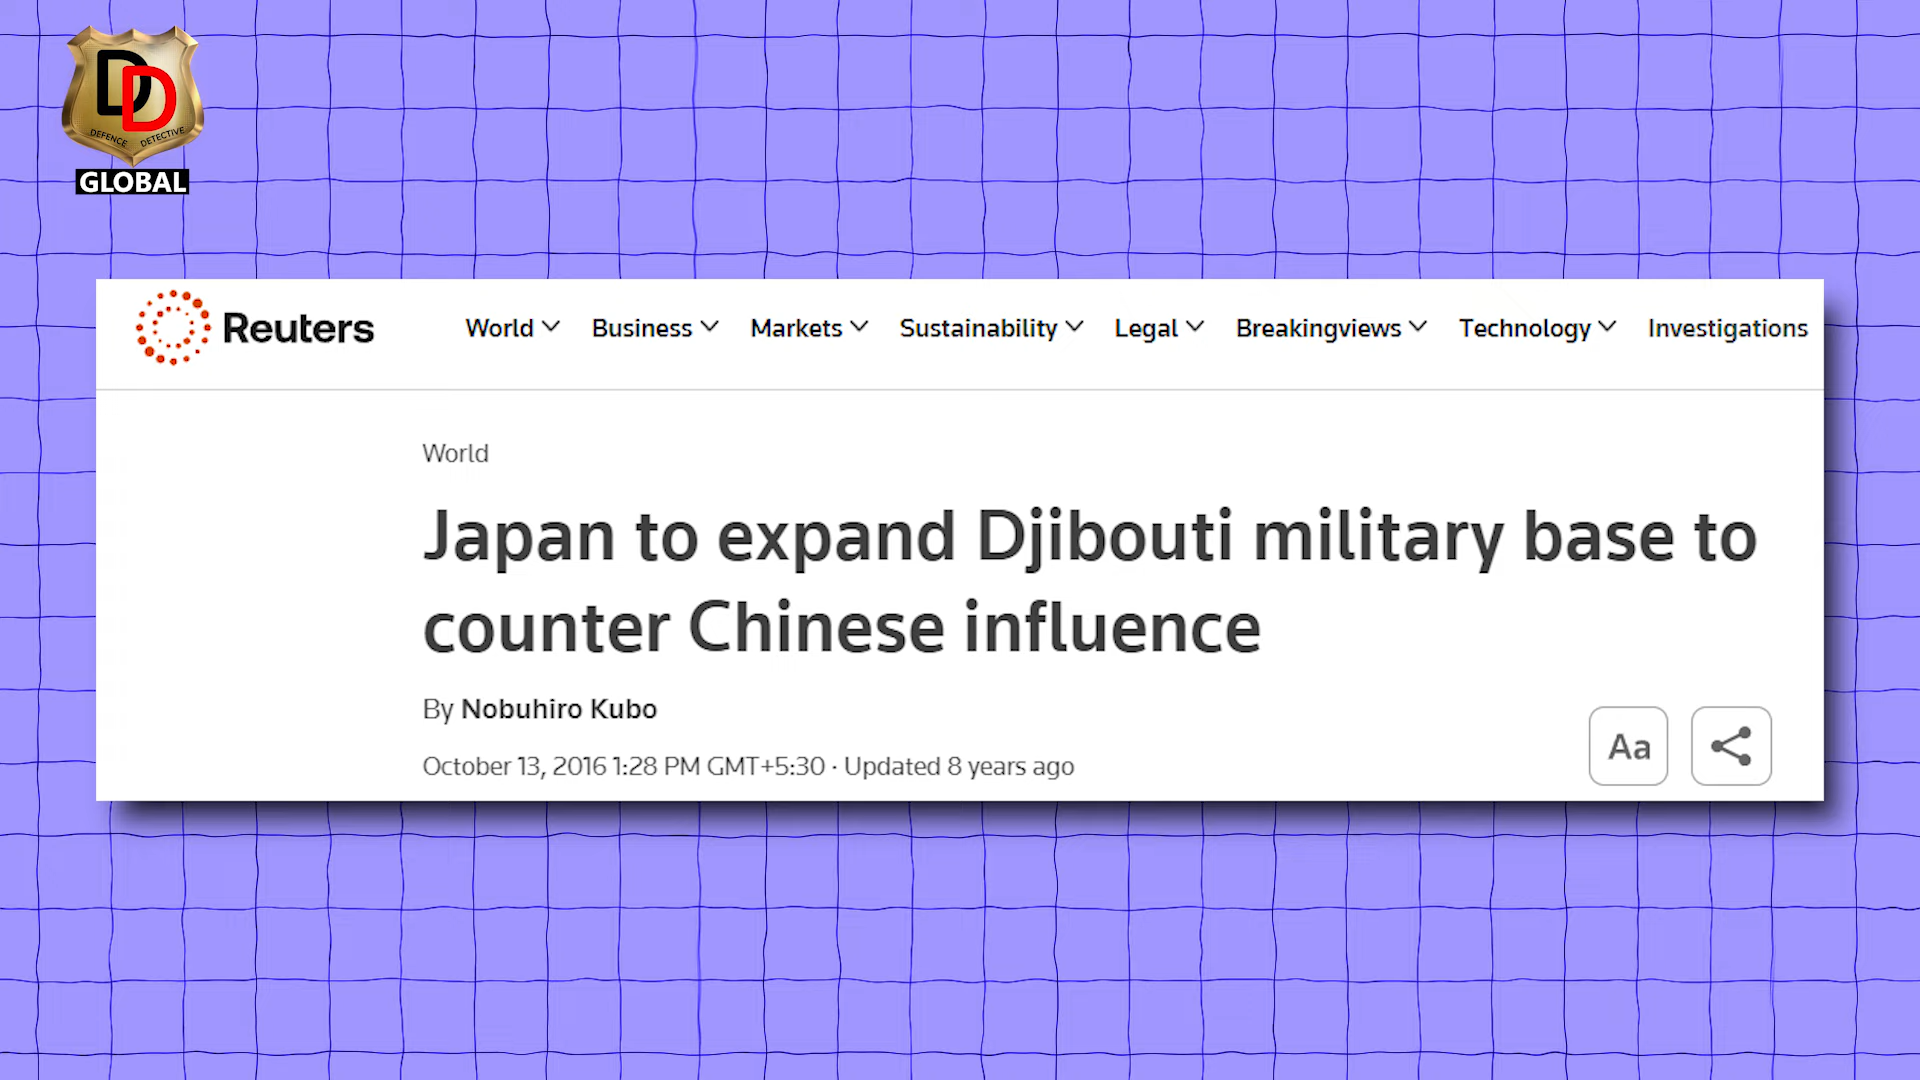 DD
DEFENCE DETECTIVE
GLOBAL
Reuters World Business Markets Sustainability Legal Breakingviews Technology Investigations
World
Japan to expand Djibouti military base to
counter Chinese influence
By Nobuhiro Kubo
October 13, 2016 1:28 PM GMT+5:30 · Updated 8 years ago
Aa